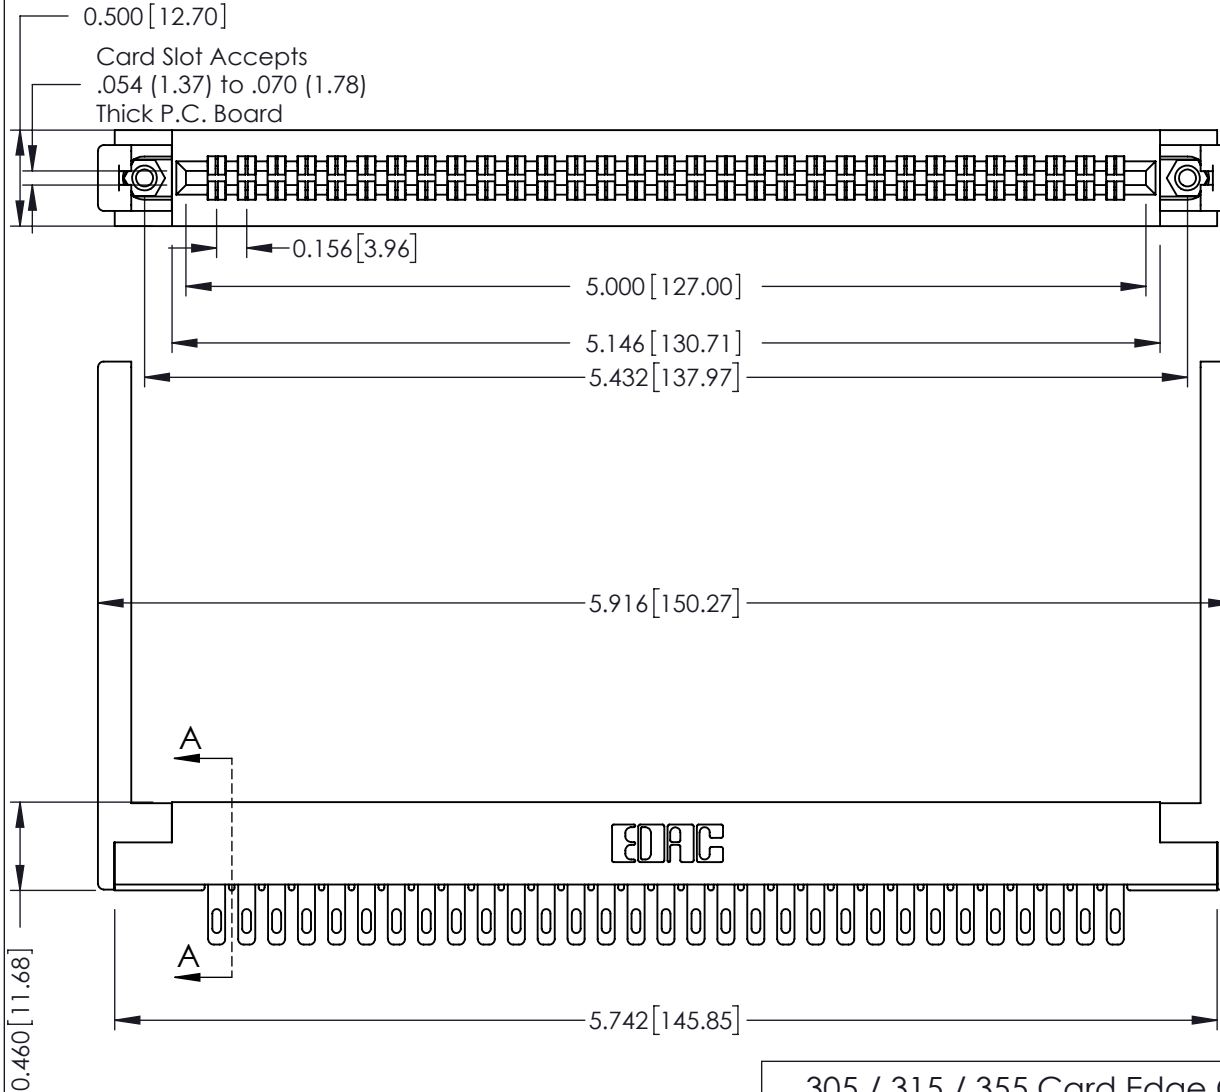 0.500 [12.70]
Card Slot Accepts
.054 (1.37) to .070 (1.78)
Thick P.C. Board
0.156 [3.96]
5.000 [127.00]
5.146 [130.71]
5.432 [137.97]
5.916 [150.27]
A
EDAC
A
0.460 [11.68]
5.742 [145.85]
305 / 315 / 355 Card Edge